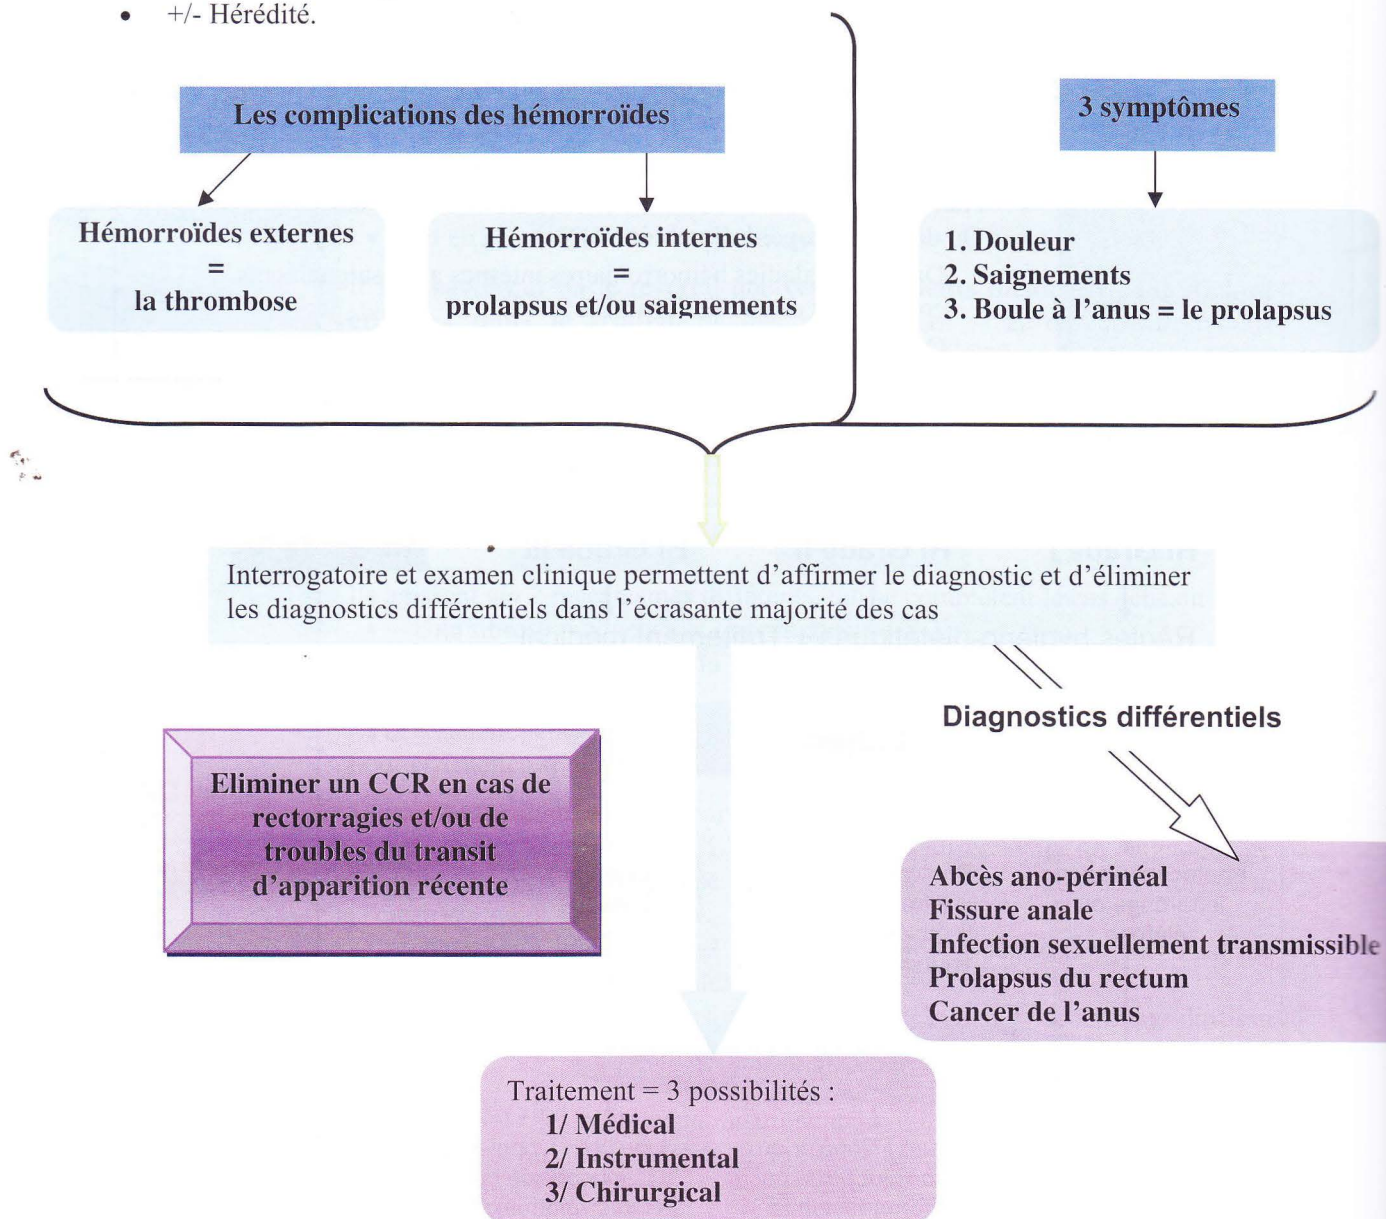 • +/- Hérédité.
Les complications des hémorroïdes
3 symptômes
Hémorroïdes externes
=
la thrombose
Hémorroïdes internes
=
prolapsus et/ou saignements
1. Douleur
2. Saignements
3. Boule à l’anus = le prolapsus
Interrogatoire et examen clinique permettent d’affirmer le diagnostic et d’éliminer
les diagnostics différentiels dans l’écrasante majorité des cas
Diagnostics différentiels
Eliminer un CCR en cas de
rectorragies et/ou de
troubles du transit
d’apparition récente
Abcès ano-périnéal
Fissure anale
Infection sexuellement transmissible
Prolapsus du rectum
Cancer de l’anus
Traitement = 3 possibilités :
1/ Médical
2/ Instrumental
3/ Chirurgical